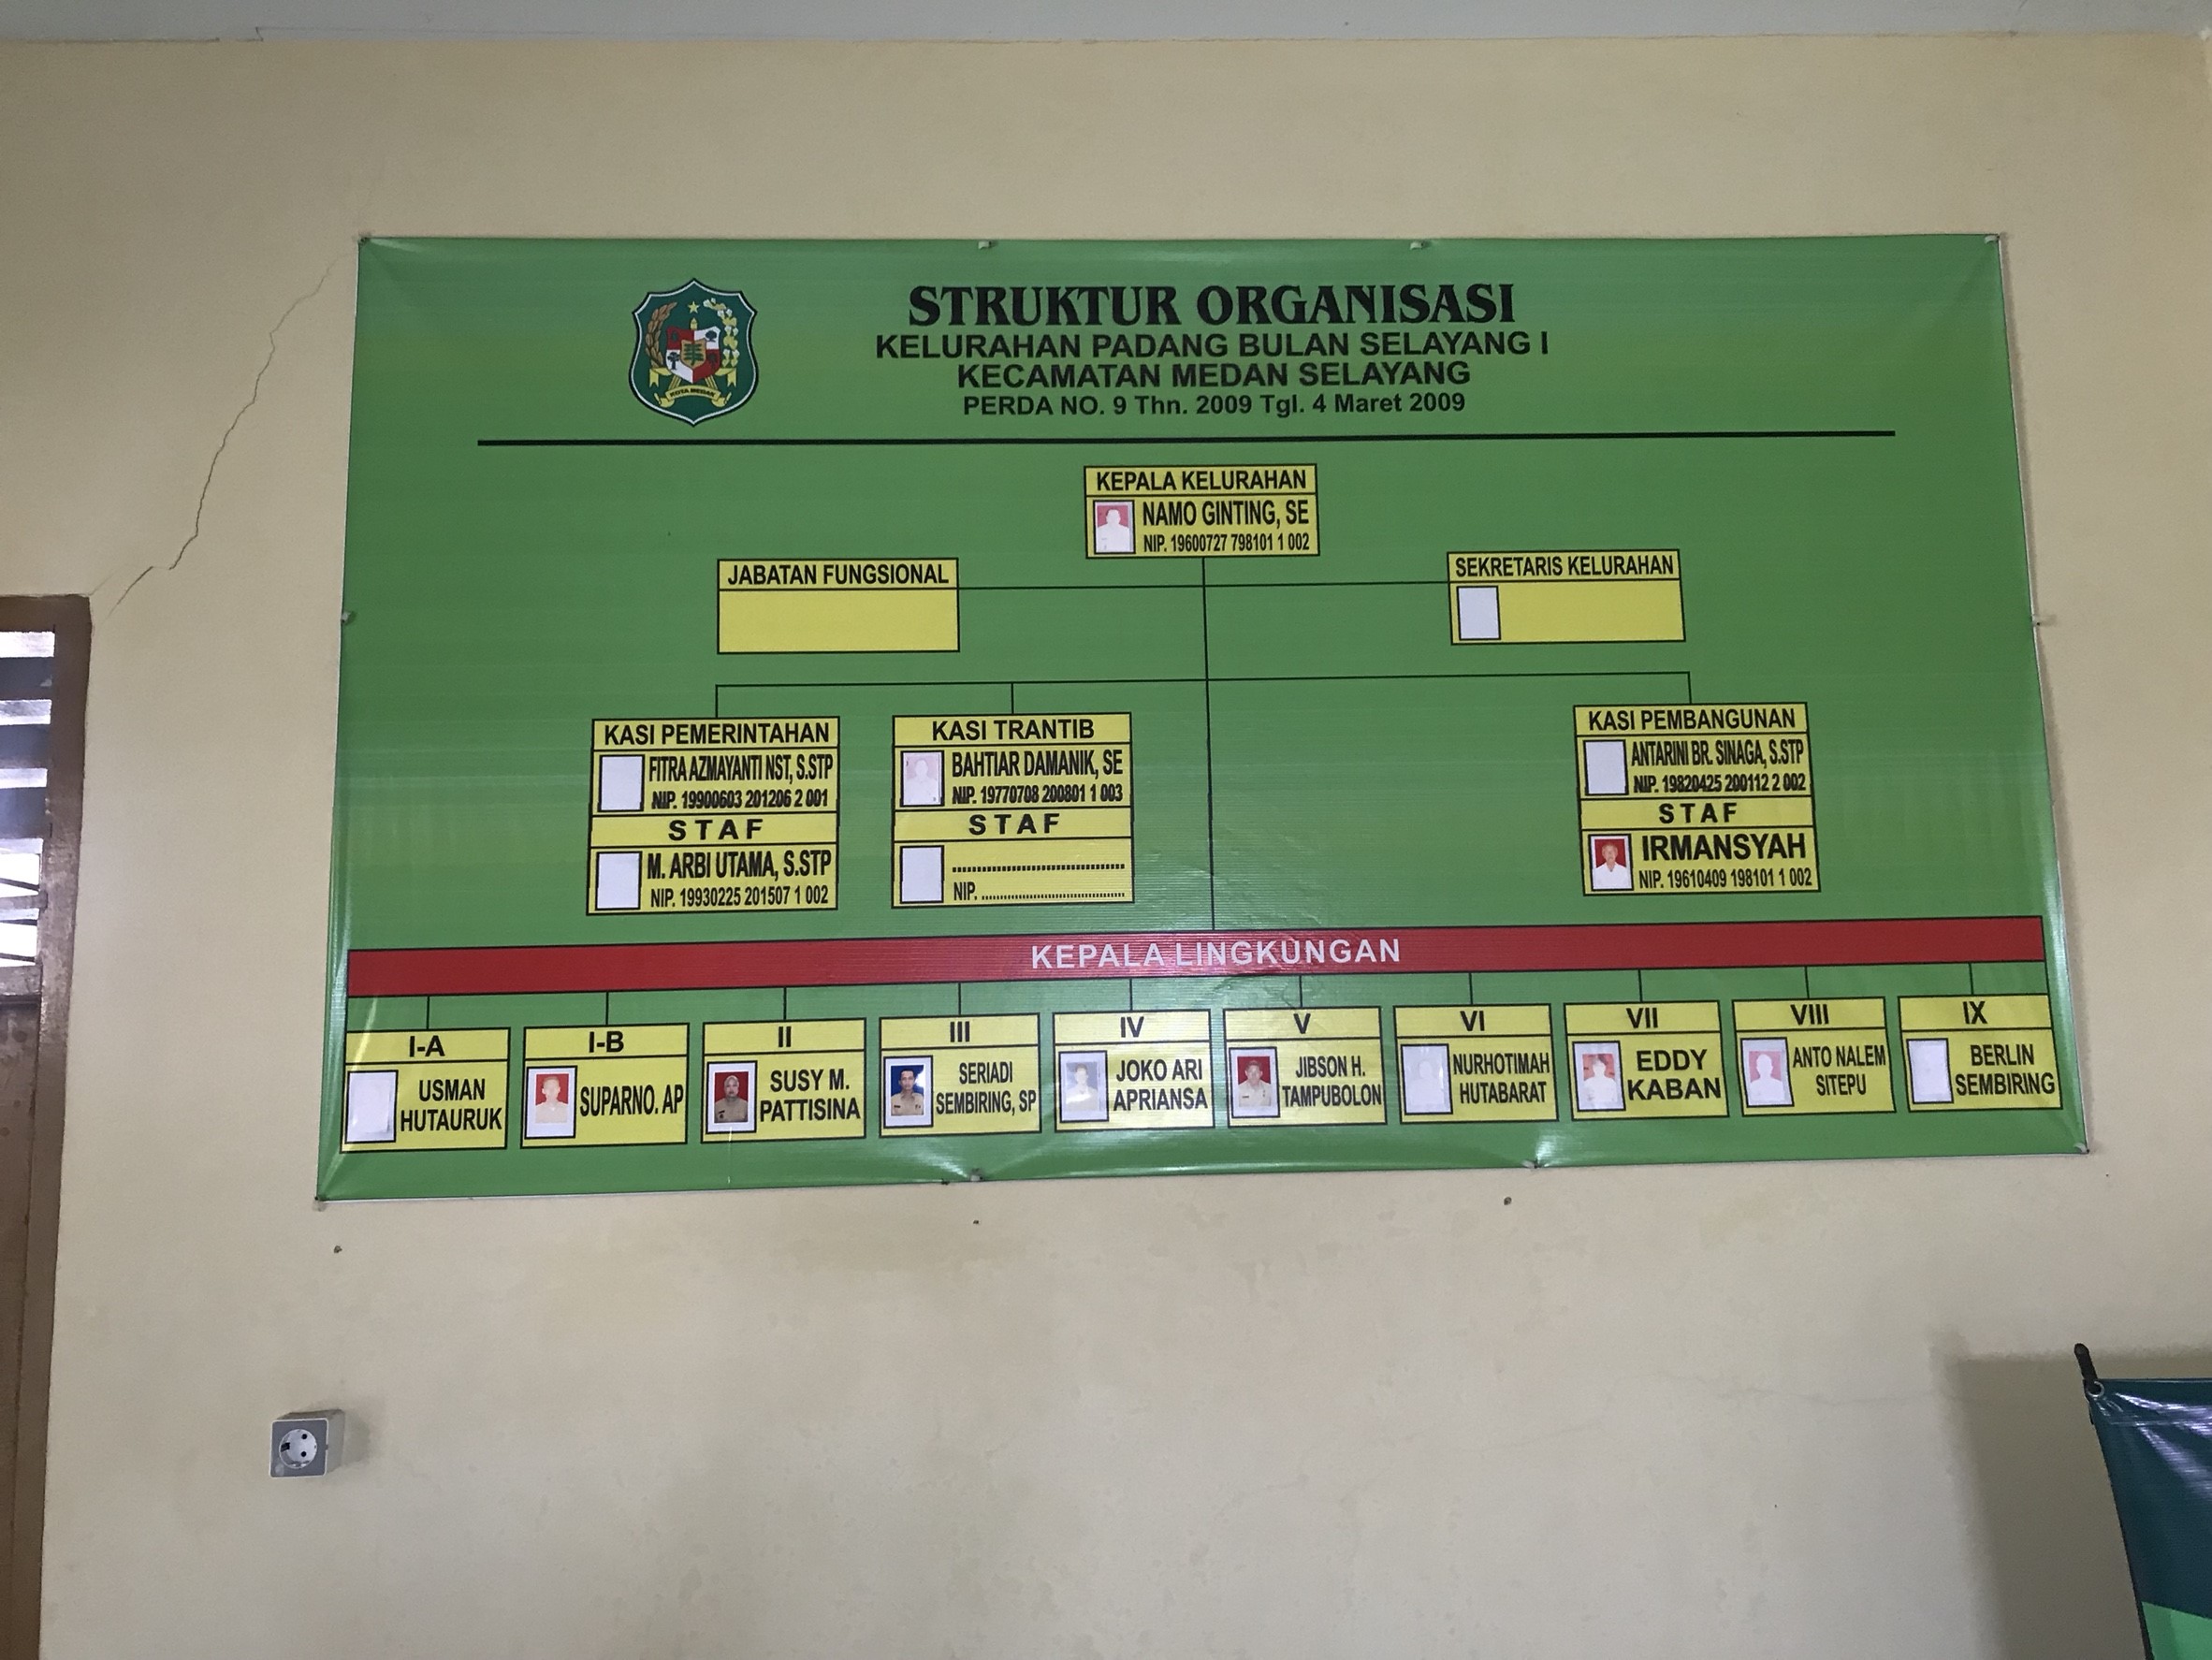 STRUKTUR ORGANISASI
KELURAHAN PADANG BULAN SELAYANG I
KECAMATAN MEDAN SELAYANG
PERDA NO. 9 Thn. 2009 Tgl. 4 Maret 2009
KOTA MEDAN
KEPALA KELURAHAN
NAMO GINTING, SE
NIP. 19600727 798101 1 002
JABATAN FUNGSIONAL
SEKRETARIS KELURAHAN
KASI PEMERINTAHAN
FITRA AZMAYANTI NST, S.STP
NIP. 19900603 201206 2 001
STAF
M. ARBI UTAMA, S.STP
NIP. 19930225 201507 1 002
KASI TRANTIB
BAHTIAR DAMANIK, SE
NIP. 19770708 200801 1 003
STAF
......................................
NIP. ......................................
KASI PEMBANGUNAN
ANTARINI BR. SINAGA, S.STP
NIP. 19820425 200112 2 002
STAF
IRMANSYAH
NIP. 19610409 198101 1 002
KEPALA LINGKUNGAN
I-A
USMAN
HUTAURUK
I-B
SUPARNO. AP
II
SUSY M.
PATTISINA
III
SERIADI
SEMBIRING, SP
IV
JOKO ARI
APRIANSA
V
JIBSON H.
TAMPUBOLON
VI
NURHOTIMAH
HUTABARAT
VII
EDDY
KABAN
VIII
ANTO NALEM
SITEPU
IX
BERLIN
SEMBIRING